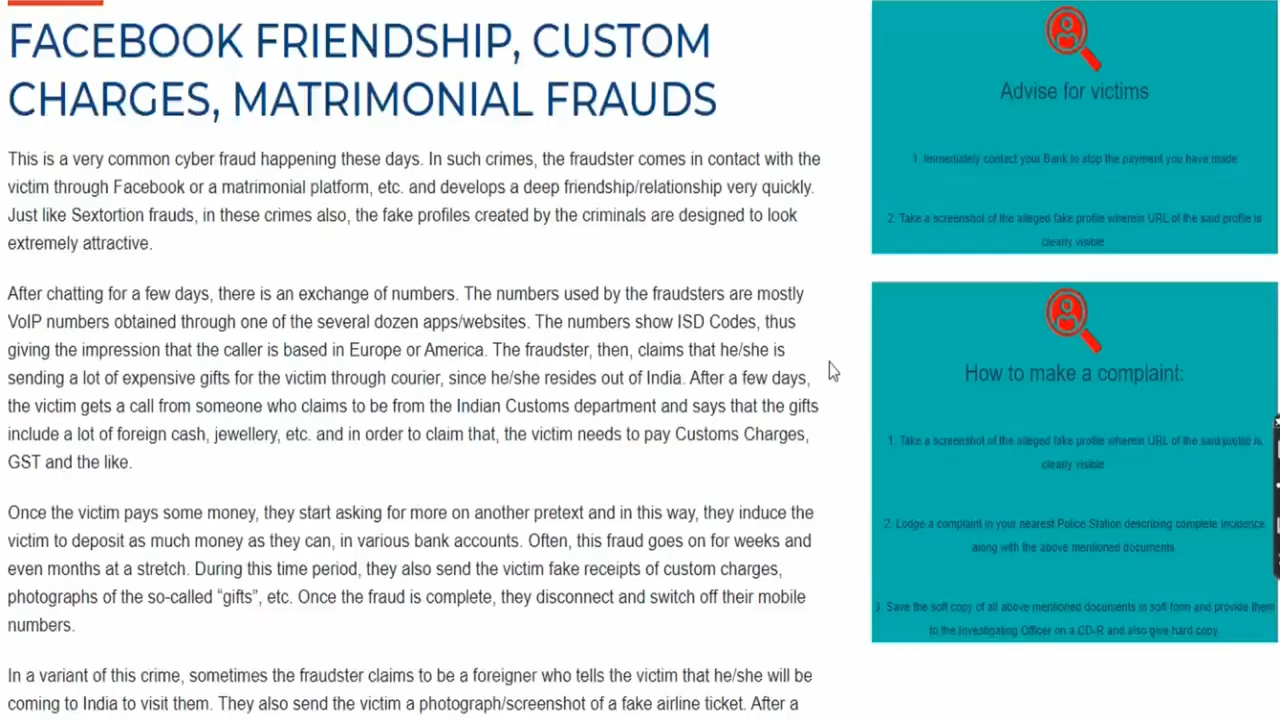 FACEBOOK FRIENDSHIP, CUSTOM
CHARGES, MATRIMONIAL FRAUDS
This is a very common cyber fraud happening these days. In such crimes, the fraudster comes in contact with the
victim through Facebook or a matrimonial platform, etc. and develops a deep friendship/relationship very quickly.
Just like Sextortion frauds, in these crimes also, the fake profiles created by the criminals are designed to look
extremely attractive.
After chatting for a few days, there is an exchange of numbers. The numbers used by the fraudsters are mostly
VoIP numbers obtained through one of the several dozen apps/websites. The numbers show ISD Codes, thus
giving the impression that the caller is based in Europe or America. The fraudster, then, claims that he/she is
sending a lot of expensive gifts for the victim through courier, since he/she resides out of India. After a few days,
the victim gets a call from someone who claims to be from the Indian Customs department and says that the gifts
include a lot of foreign cash, jewellery, etc. and in order to claim that, the victim needs to pay Customs Charges,
GST and the like.
Once the victim pays some money, they start asking for more on another pretext and in this way, they induce the
victim to deposit as much money as they can, in various bank accounts. Often, this fraud goes on for weeks and
even months at a stretch. During this time period, they also send the victim fake receipts of custom charges,
photographs of the so-called “gifts”, etc. Once the fraud is complete, they disconnect and switch off their mobile
numbers.
In a variant of this crime, sometimes the fraudster claims to be a foreigner who tells the victim that he/she will be
coming to India to visit them. They also send the victim a photograph/screenshot of a fake airline ticket. After a
Advise for victims
1. Immediately contact your Bank to stop the payment you have made
2. Take a screenshot of the alleged fake profile wherein URL of the said profile is
clearly visible
How to make a complaint:
1. Take a screenshot of the alleged fake profile wherein URL of the said profile is
clearly visible
2. Lodge a complaint in your nearest Police Station describing complete incidence
along with the above mentioned documents.
3. Save the soft copy of all above mentioned documents in soft form and provide them
to the Investigating Officer on a CD-R and also give hard copy